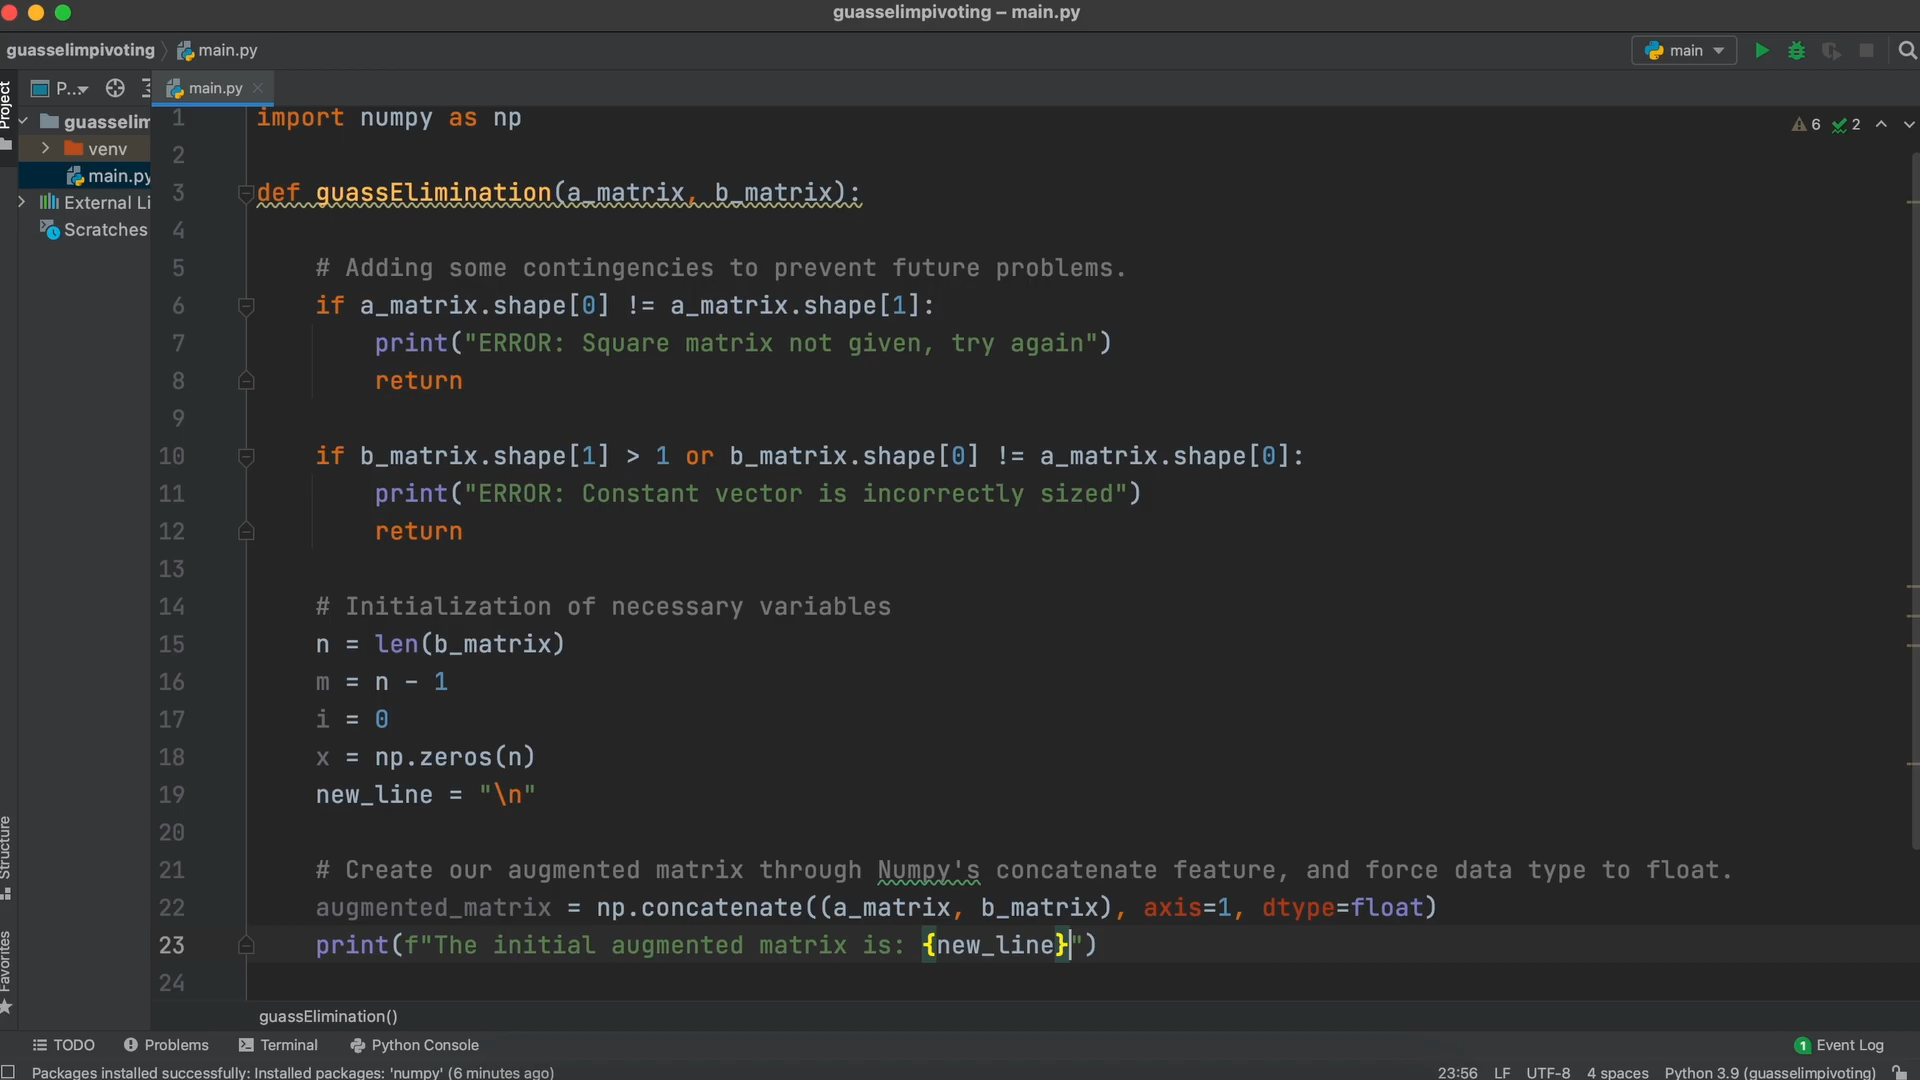 guasselimpivoting – main.py
guasselimpivoting main.py
main
Project
P...
main.py
guasselim
venv
main.py
External Li
Scratches
6 2
1 import numpy as np
2
3 def guassElimination(a_matrix, b_matrix):
4
5 # Adding some contingencies to prevent future problems.
6 if a_matrix.shape[0] != a_matrix.shape[1]:
7 print("ERROR: Square matrix not given, try again")
8 return
9
10 if b_matrix.shape[1] > 1 or b_matrix.shape[0] != a_matrix.shape[0]:
11 print("ERROR: Constant vector is incorrectly sized")
12 return
13
14 # Initialization of necessary variables
15 n = len(b_matrix)
16 m = n - 1
17 i = 0
18 x = np.zeros(n)
19 new_line = "\n"
20
21 # Create our augmented matrix through Numpy's concatenate feature, and force data type to float.
22 augmented_matrix = np.concatenate((a_matrix, b_matrix), axis=1, dtype=float)
23 print(f"The initial augmented matrix is: {new_line}")
24
Structure
Favorites
guassElimination()
TODO Problems Terminal Python Console 1 Event Log
Packages installed successfully: Installed packages: 'numpy' (6 minutes ago) 23:56 LF UTF-8 4 spaces Python 3.9 (guasselimpivoting)